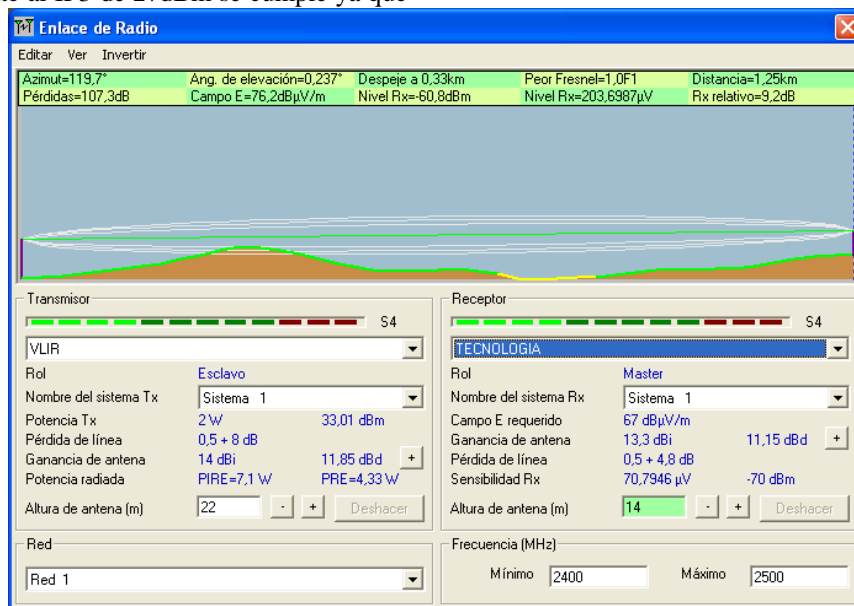 Enlace de Radio
Editar Ver Invertir
Azimut=119,7° Ang. de elevación=0,237° Despeje a 0,33km Peor Fresnel=1,0F1 Distancia=1,25km
Pérdidas=107,3dB Campo E=76,2dBµV/m Nivel Rx=-60,8dBm Nivel Rx=203,6987µV Rx relativo=9,2dB
Transmisor
S4
VLIR
Rol Esclavo
Nombre del sistema Tx Sistema 1
Potencia Tx 2 W 33,01 dBm
Pérdida de línea 0,5 + 8 dB
Ganancia de antena 14 dBi 11,85 dBd +
Potencia radiada PIRE=7,1 W PRE=4,33 W
Altura de antena (m) 22 - + Deshacer
Receptor
S4
TECNOLOGIA
Rol Master
Nombre del sistema Rx Sistema 1
Campo E requerido 67 dBµV/m
Ganancia de antena 13,3 dBi 11,15 dBd +
Pérdida de línea 0,5 + 4,8 dB
Sensibilidad Rx 70,7946 µV -70 dBm
Altura de antena (m) 14 - + Deshacer
Red
Red 1
Frecuencia (MHz)
Mínimo 2400 Máximo 2500